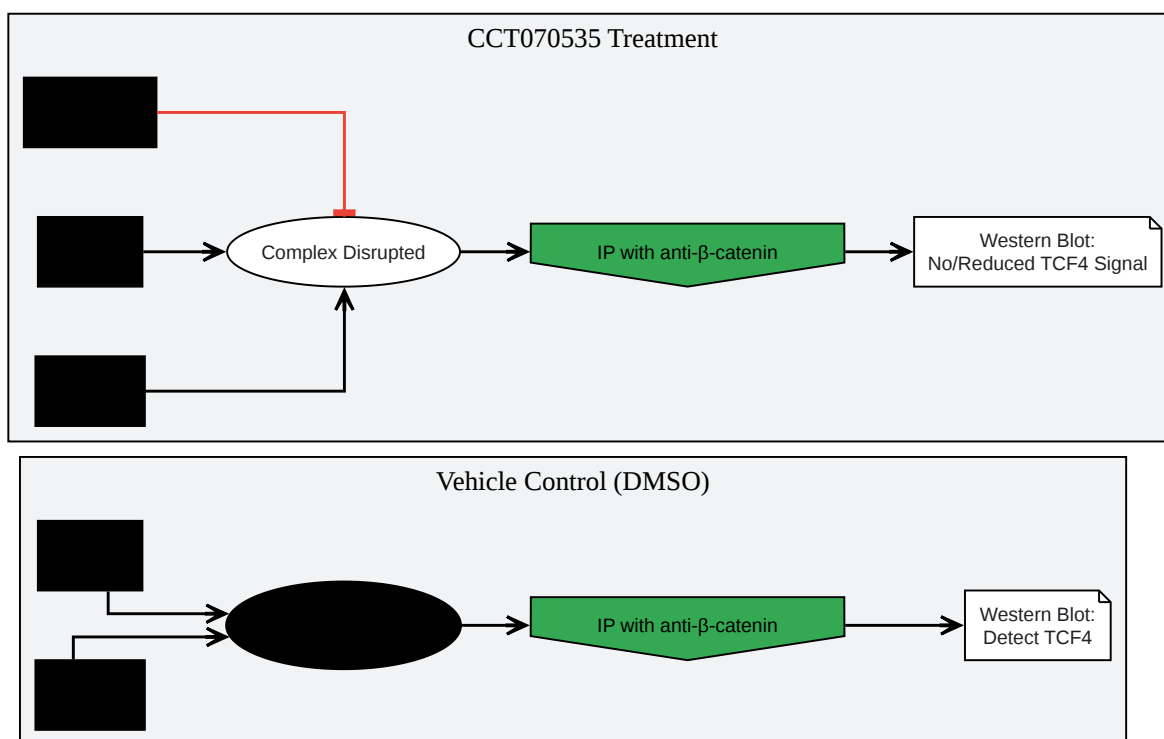 CCT070535 Treatment
Complex Disrupted
IP with anti-β-catenin
Western Blot:
No/Reduced TCF4 Signal
Vehicle Control (DMSO)
IP with anti-β-catenin
Western Blot:
Detect TCF4